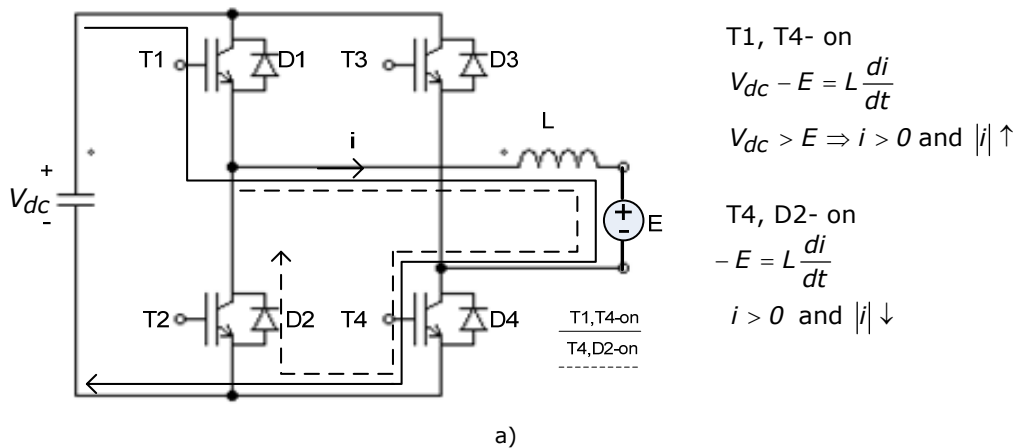 T1 D1 T3 D3
i
L
+
V_dc
-
+
-
E
T2 D2 T4 D4
T1,T4-on
T4,D2-on
T1, T4- on
V_dc − E = L di/dt
V_dc > E ⇒ i > 0 and |i| ↑
T4, D2- on
− E = L di/dt
i > 0 and |i| ↓
a)